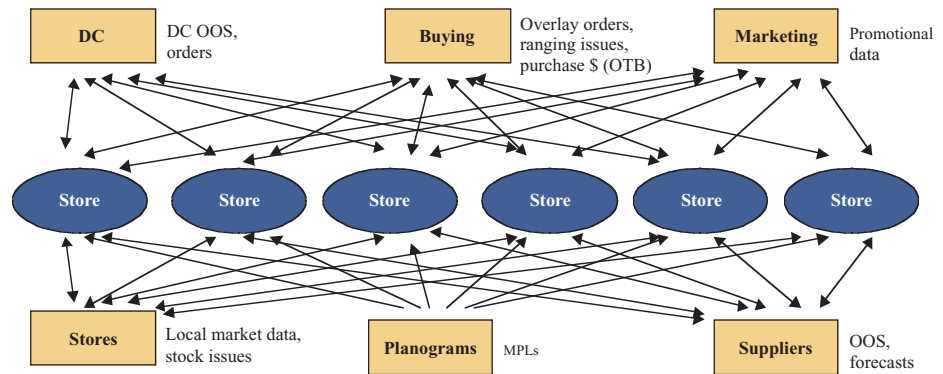 DC
DC OOS,
orders
Buying
Overlay orders,
ranging issues,
purchase $ (OTB)
Marketing
Promotional
data
Store
Store
Store
Store
Store
Store
Stores
Local market data,
stock issues
Planograms
MPLs
Suppliers
OOS,
forecasts